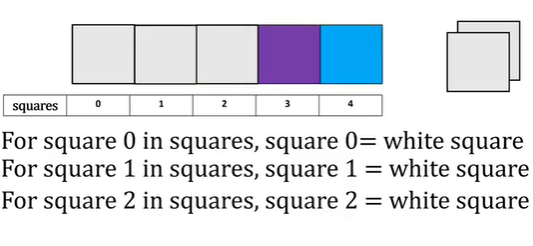 squares 0 1 2 3 4
For square 0 in squares, square 0= white square
For square 1 in squares, square 1 = white square
For square 2 in squares, square 2 = white square